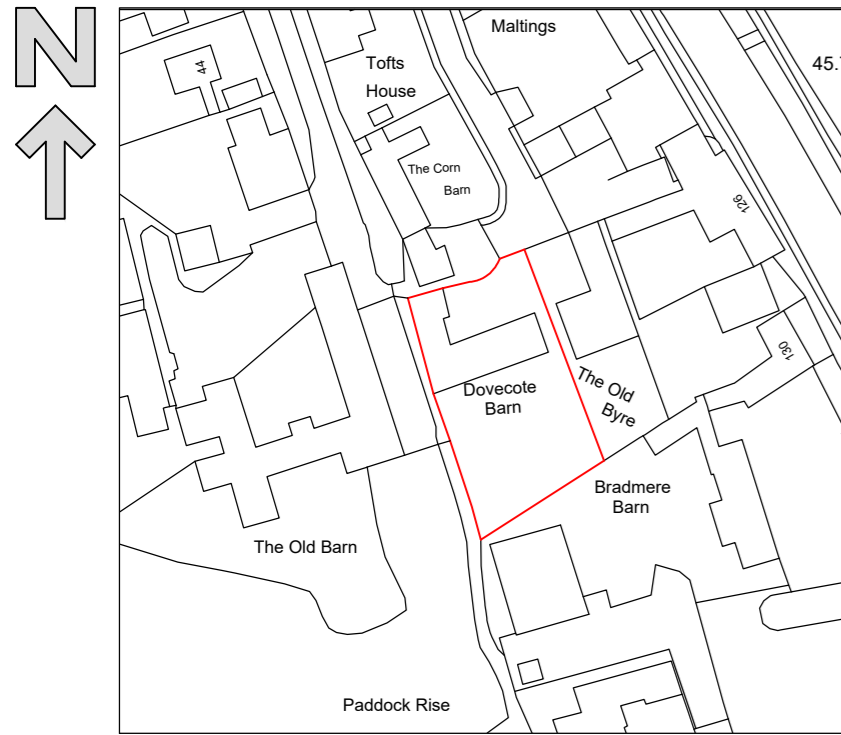 N
Maltings
Tofts
House
45.
44
The Corn
Barn
126
130
Dovecote
Barn
The Old
Byre
Bradmere
Barn
The Old Barn
Paddock Rise